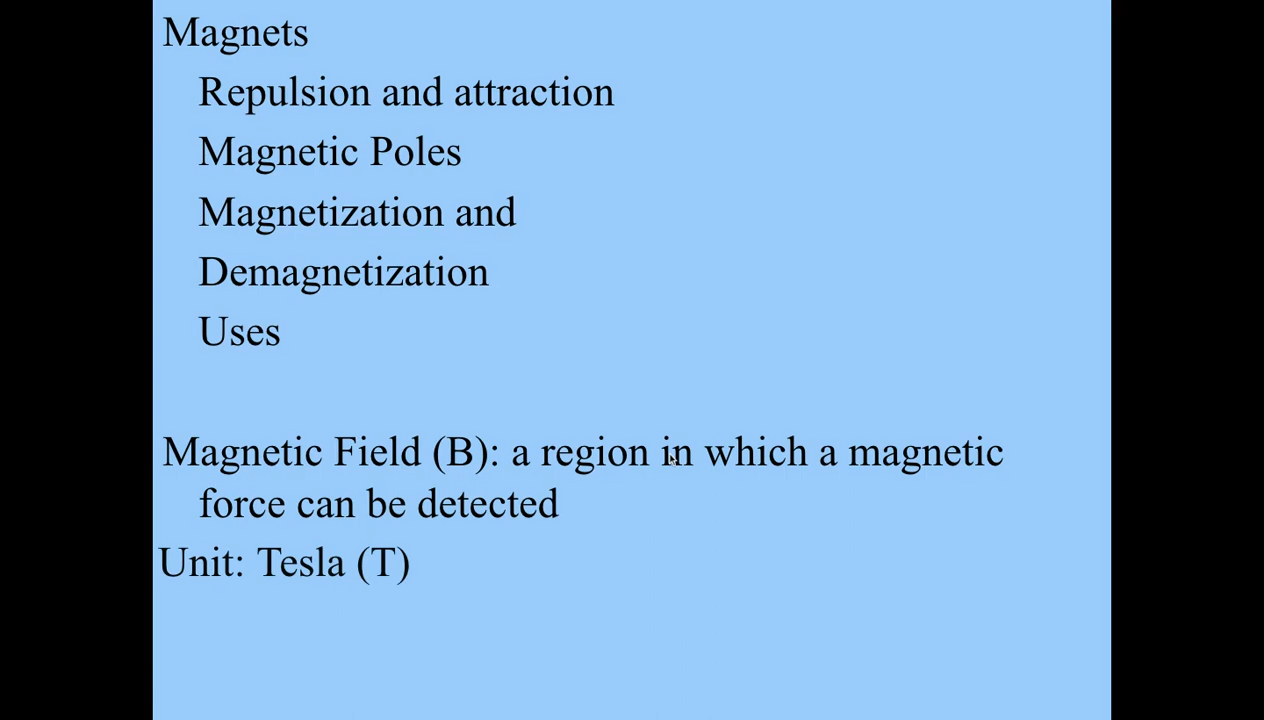 Magnets
Repulsion and attraction
Magnetic Poles
Magnetization and
Demagnetization
Uses
Magnetic Field (B): a region in which a magnetic
force can be detected
Unit: Tesla (T)